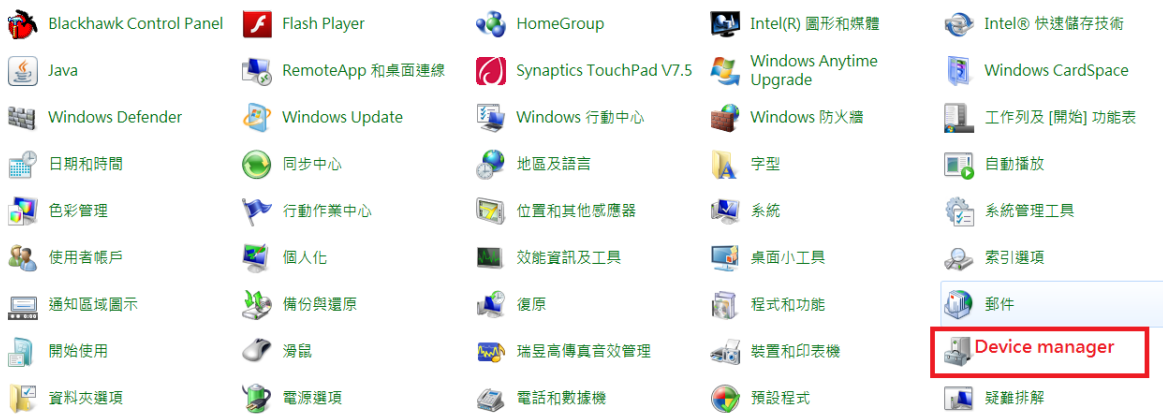 Blackhawk Control Panel
Flash Player
HomeGroup
Intel(R) 圖形和媒體
Intel® 快速儲存技術
Java
RemoteApp 和桌面連線
Synaptics TouchPad V7.5
Windows Anytime
Upgrade
Windows CardSpace
Windows Defender
Windows Update
Windows 行動中心
Windows 防火牆
工作列及 [開始] 功能表
日期和時間
同步中心
地區及語言
字型
自動播放
色彩管理
行動作業中心
位置和其他感應器
系統
系統管理工具
使用者帳戶
個人化
效能資訊及工具
桌面小工具
索引選項
通知區域圖示
備份與還原
復原
程式和功能
郵件
開始使用
滑鼠
瑞昱高傳真音效管理
裝置和印表機
Device manager
資料夾選項
電源選項
電話和數據機
預設程式
疑難排解